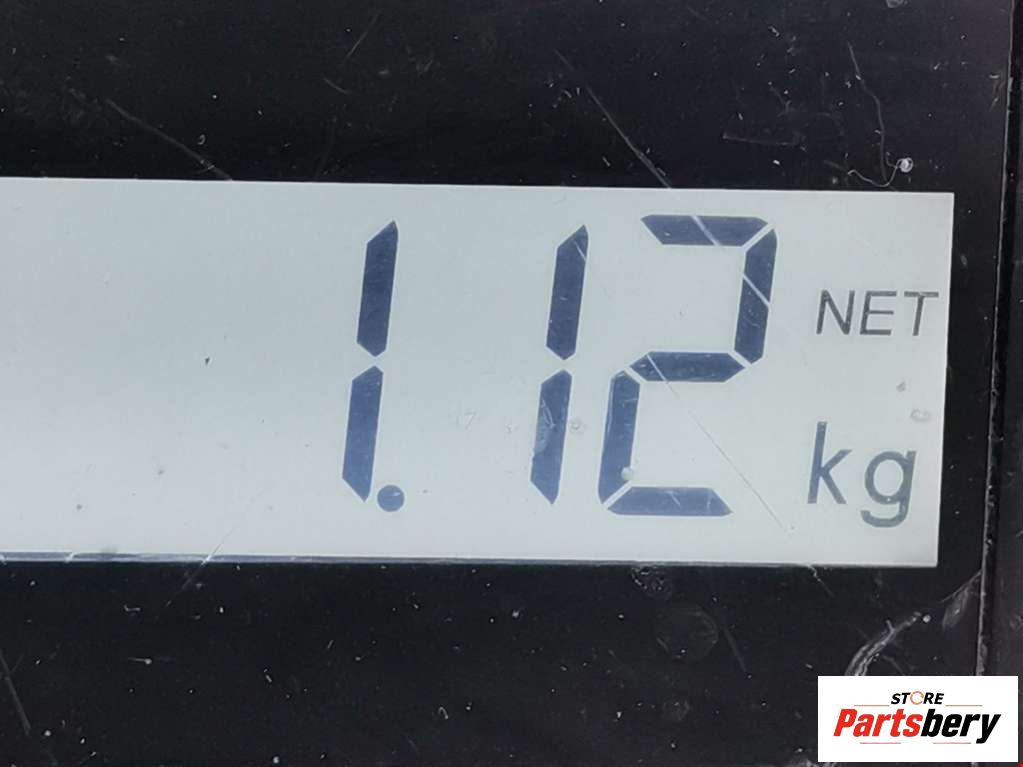 1.12 NET
kg
STORE
Partsbery